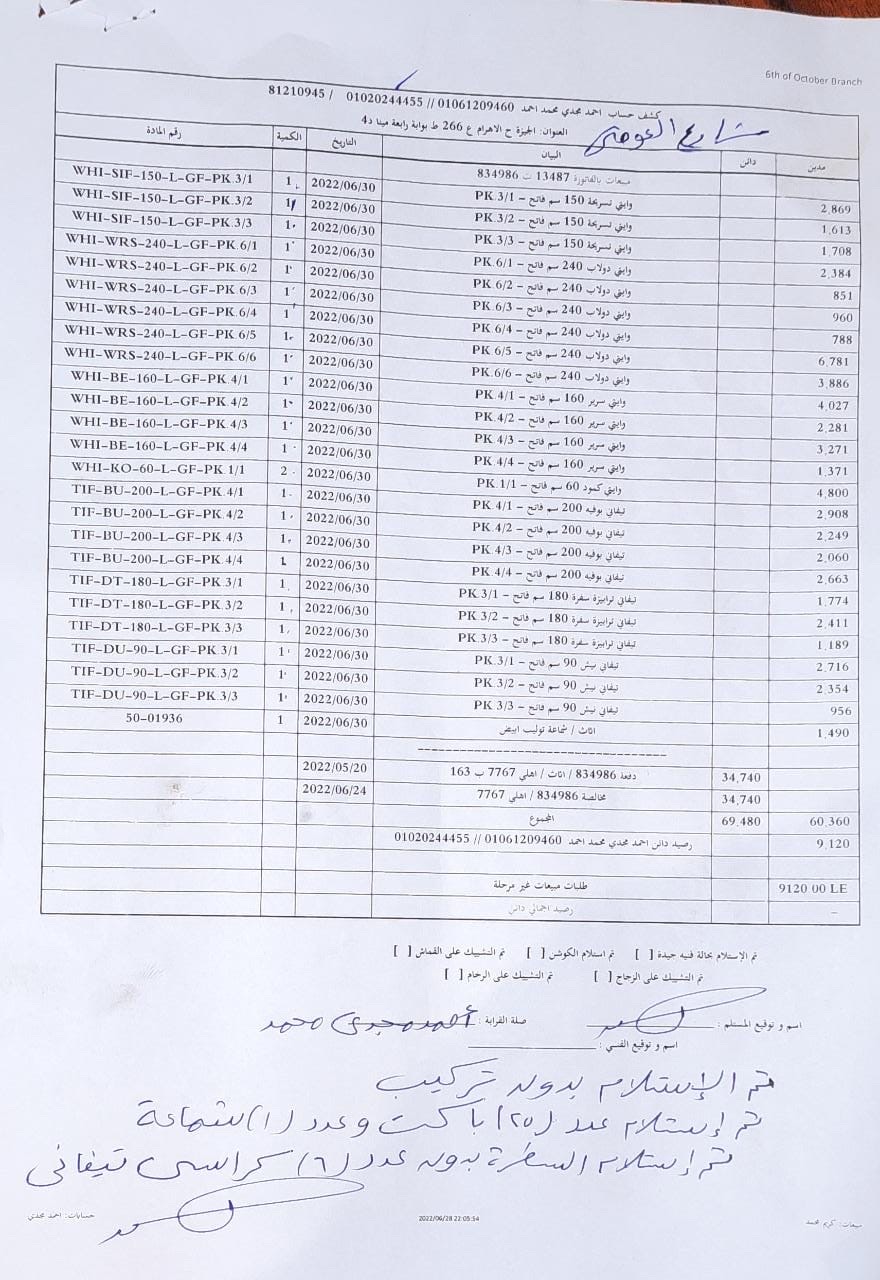 6th of October Branch
كشف حساب احمد مجدي محمد احمد 01061209460 // 01020244455 / 81210945
العنوان: الجيزة ح الاهرام ع 266 ط بوابة رابعة مينا د4
شارع
مدين دائن البيان التاريخ الكمية رقم المادة
مبيعات بالفاتورة 13487 ت 834986
2,869 وايتي تسريحة 150 سم فاتح - PK.3/1 2022/06/30 1 WHI-SIF-150-L-GF-PK.3/1
1,613 وايتي تسريحة 150 سم فاتح - PK.3/2 2022/06/30 1 WHI-SIF-150-L-GF-PK.3/2
1,708 وايتي تسريحة 150 سم فاتح - PK.3/3 2022/06/30 1 WHI-SIF-150-L-GF-PK.3/3
2,384 وايتي دولاب 240 سم فاتح - PK.6/1 2022/06/30 1 WHI-WRS-240-L-GF-PK.6/1
851 وايتي دولاب 240 سم فاتح - PK.6/2 2022/06/30 1 WHI-WRS-240-L-GF-PK.6/2
960 وايتي دولاب 240 سم فاتح - PK.6/3 2022/06/30 1 WHI-WRS-240-L-GF-PK.6/3
788 وايتي دولاب 240 سم فاتح - PK.6/4 2022/06/30 1 WHI-WRS-240-L-GF-PK.6/4
6,781 وايتي دولاب 240 سم فاتح - PK.6/5 2022/06/30 1 WHI-WRS-240-L-GF-PK.6/5
3,886 وايتي دولاب 240 سم فاتح - PK.6/6 2022/06/30 1 WHI-WRS-240-L-GF-PK.6/6
4,027 وايتي سرير 160 سم فاتح - PK.4/1 2022/06/30 1 WHI-BE-160-L-GF-PK.4/1
2,281 وايتي سرير 160 سم فاتح - PK.4/2 2022/06/30 1 WHI-BE-160-L-GF-PK.4/2
3,271 وايتي سرير 160 سم فاتح - PK.4/3 2022/06/30 1 WHI-BE-160-L-GF-PK.4/3
1,371 وايتي سرير 160 سم فاتح - PK.4/4 2022/06/30 1 WHI-BE-160-L-GF-PK.4/4
4,800 وايتي كمود 60 سم فاتح - PK.1/1 2022/06/30 2 WHI-KO-60-L-GF-PK.1/1
2,908 تيفاني بوفيه 200 سم فاتح - PK.4/1 2022/06/30 1 TIF-BU-200-L-GF-PK.4/1
2,249 تيفاني بوفيه 200 سم فاتح - PK.4/2 2022/06/30 1 TIF-BU-200-L-GF-PK.4/2
2,060 تيفاني بوفيه 200 سم فاتح - PK.4/3 2022/06/30 1 TIF-BU-200-L-GF-PK.4/3
2,663 تيفاني بوفيه 200 سم فاتح - PK.4/4 2022/06/30 1 TIF-BU-200-L-GF-PK.4/4
1,774 تيفاني ترابيزة سفرة 180 سم فاتح - PK.3/1 2022/06/30 1 TIF-DT-180-L-GF-PK.3/1
2,411 تيفاني ترابيزة سفرة 180 سم فاتح - PK.3/2 2022/06/30 1 TIF-DT-180-L-GF-PK.3/2
1,189 تيفاني ترابيزة سفرة 180 سم فاتح - PK.3/3 2022/06/30 1 TIF-DT-180-L-GF-PK.3/3
2,716 تيفاني نيش 90 سم فاتح - PK.3/1 2022/06/30 1 TIF-DU-90-L-GF-PK.3/1
2,354 تيفاني نيش 90 سم فاتح - PK.3/2 2022/06/30 1 TIF-DU-90-L-GF-PK.3/2
956 تيفاني نيش 90 سم فاتح - PK.3/3 2022/06/30 1 TIF-DU-90-L-GF-PK.3/3
1,490 اثاث / شماعة توليب ابيض 2022/06/30 1 50-01936
34,740 دفعة 834986 / اثاث / اهلي 7767 ب 163 2022/05/20
34,740 مخالصة 834986 / اهلي 7767 2022/06/24
60,360 69,480 المجموع
9,120 رصيد دائن احمد مجدي محمد احمد 01061209460 // 01020244455
9120.00 LE طلبات مبيعات غير مرحلة
- رصيد اجمالي دائن
تم الإستلام بحالة فنيه جيدة [ ] تم استلام الكوشن [ ] تم التشييك على القماش [ ]
تم التشييك على الزجاج [ ] تم التشييك على الرخام [ ]
اسم و توقيع المستلم : صلة القرابة : أحمد مجدى محمد
اسم و توقيع الفني :
تم الإستلام بدون تركيب
تم إستلام عدد (٢٥) باكت وعدد (١) شماعة
تم إستلام السفرة بدون عدد (٦) كراسى تيفانى
مبيعات: كريم محمد 2022/06/28 22:05:54 حسابات: احمد مجدي